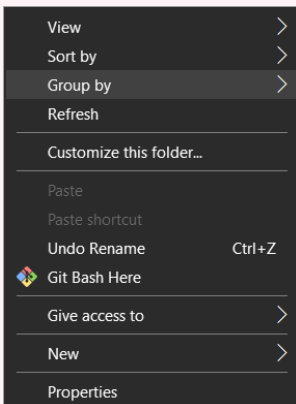 View
Sort by
Group by
Refresh
Customize this folder...
Paste
Paste shortcut
Undo Rename Ctrl+Z
Git Bash Here
Give access to
New
Properties